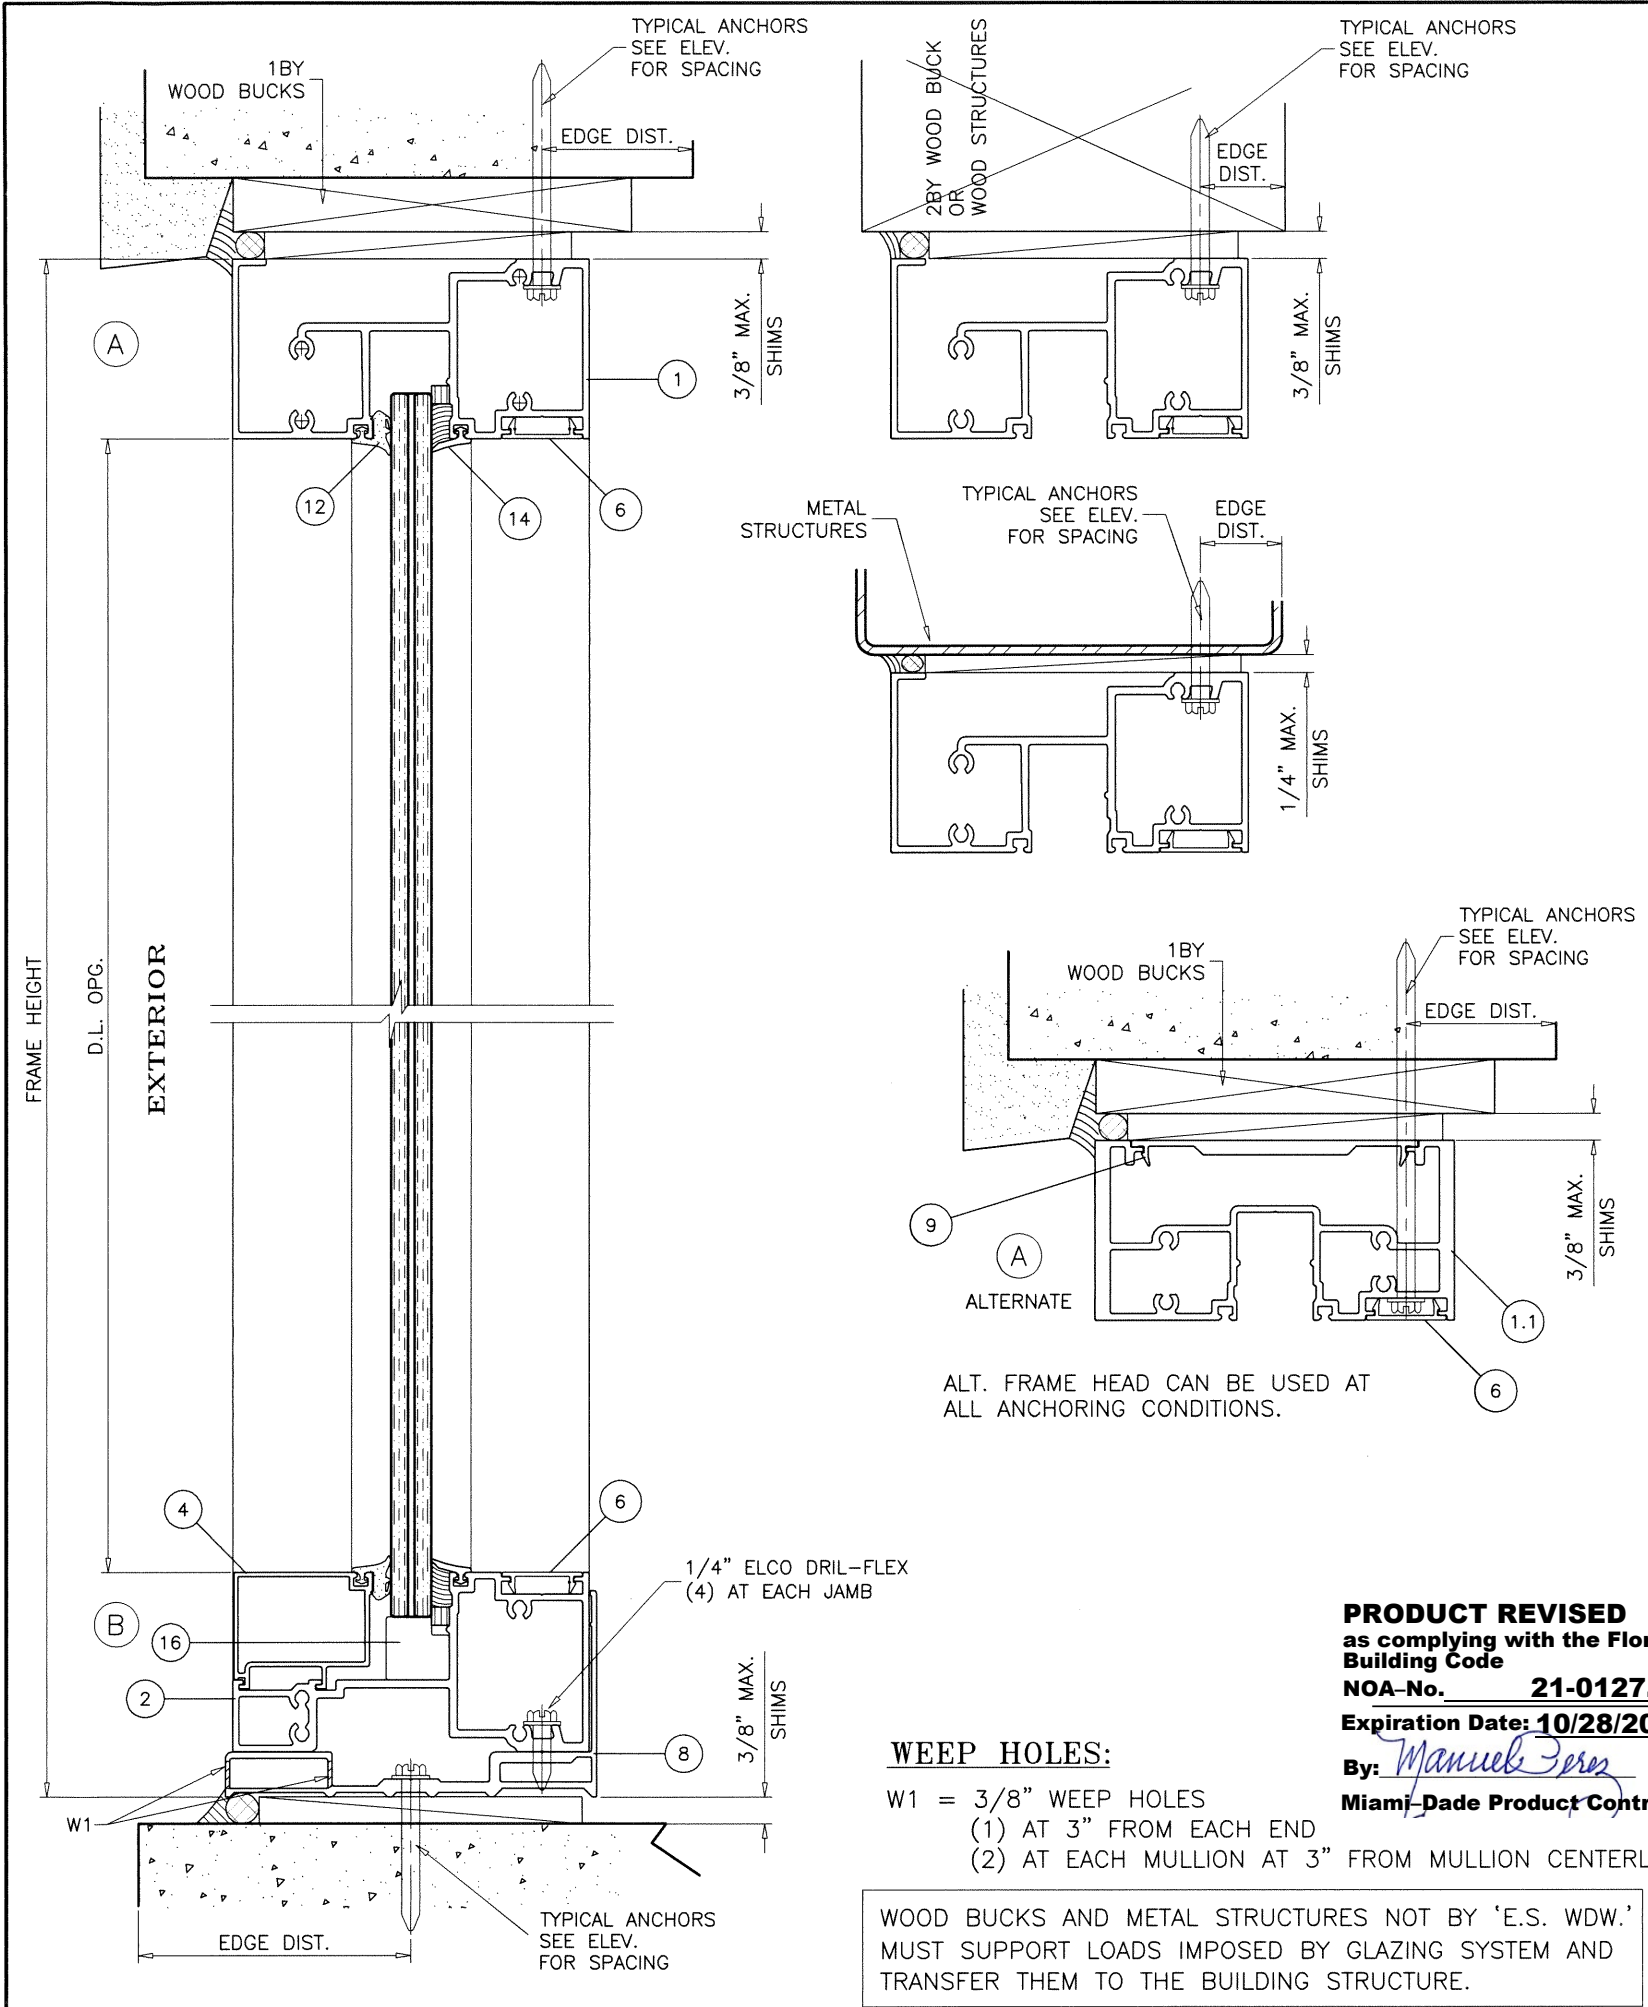 TYPICAL ANCHORS
SEE ELEV.
FOR SPACING
1BY
WOOD BUCKS
EDGE DIST.
3/8" MAX.
SHIMS
A
1
12
14
6
FRAME HEIGHT
D.L. OPG.
EXTERIOR
4
6
1/4" ELCO DRIL-FLEX
(4) AT EACH JAMB
B
16
2
8
3/8" MAX.
SHIMS
W1
EDGE DIST.
TYPICAL ANCHORS
SEE ELEV.
FOR SPACING
2BY WOOD BUCK
OR
WOOD STRUCTURES
TYPICAL ANCHORS
SEE ELEV.
FOR SPACING
EDGE
DIST.
3/8" MAX.
SHIMS
METAL
STRUCTURES
TYPICAL ANCHORS
SEE ELEV.
FOR SPACING
EDGE
DIST.
1/4" MAX.
SHIMS
1BY
WOOD BUCKS
TYPICAL ANCHORS
SEE ELEV.
FOR SPACING
EDGE DIST.
3/8" MAX.
SHIMS
9
A
ALTERNATE
1.1
6
ALT. FRAME HEAD CAN BE USED AT
ALL ANCHORING CONDITIONS.
PRODUCT REVISED
as complying with the
Building Code
NOA-No. 21-0127
Expiration Date: 10/28/20
By: Manuel Perez
Miami-Dade Product
WEEP HOLES:
W1 = 3/8" WEEP HOLES
(1) AT 3" FROM EACH END
(2) AT EACH MULLION AT 3" FROM MULLION
WOOD BUCKS AND METAL STRUCTURES NOT BY 'E.S. WDW.'
MUST SUPPORT LOADS IMPOSED BY GLAZING SYSTEM AND
TRANSFER THEM TO THE BUILDING STRUCTURE.